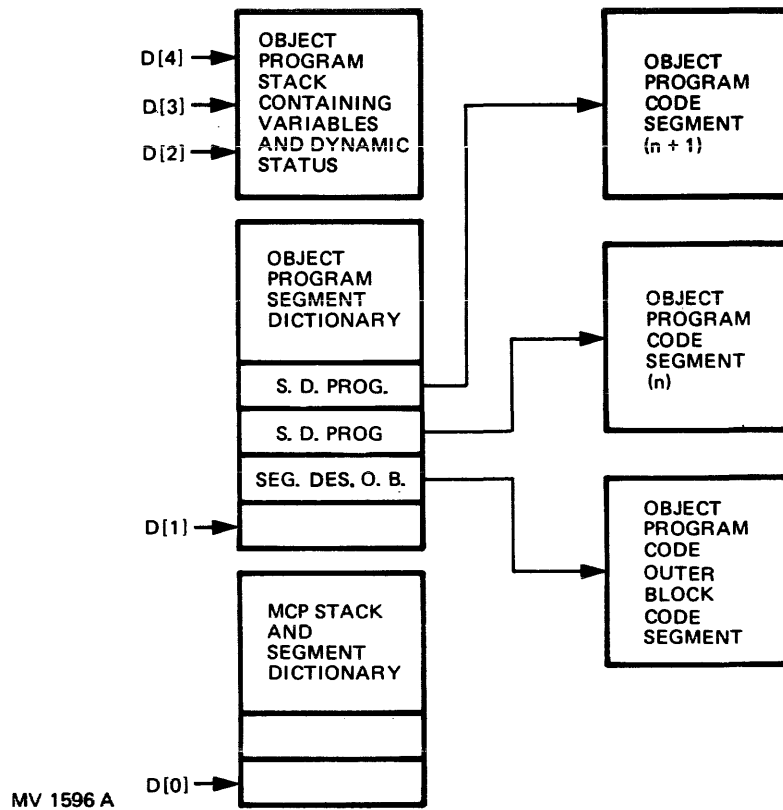 D[4]
D[3]
D[2]
OBJECT
PROGRAM
STACK
CONTAINING
VARIABLES
AND DYNAMIC
STATUS
OBJECT
PROGRAM
CODE
SEGMENT
(n + 1)
OBJECT
PROGRAM
SEGMENT
DICTIONARY
S. D. PROG.
S. D. PROG
SEG. DES. O. B.
D[1]
OBJECT
PROGRAM
CODE
SEGMENT
(n)
OBJECT
PROGRAM
CODE
OUTER
BLOCK
CODE
SEGMENT
MCP STACK
AND
SEGMENT
DICTIONARY
D[0]
MV 1596 A